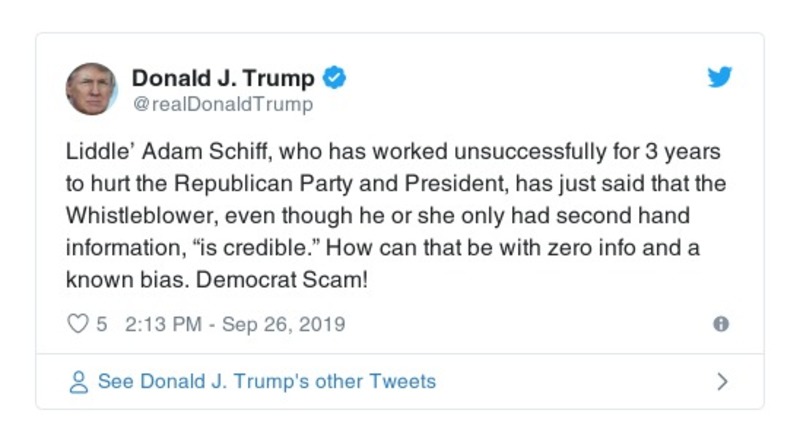 Donald J. Trump
@realDonaldTrump
Liddle’ Adam Schiff, who has worked unsuccessfully for 3 years
to hurt the Republican Party and President, has just said that the
Whistleblower, even though he or she only had second hand
information, “is credible.” How can that be with zero info and a
known bias. Democrat Scam!
5 2:13 PM - Sep 26, 2019
See Donald J. Trump's other Tweets